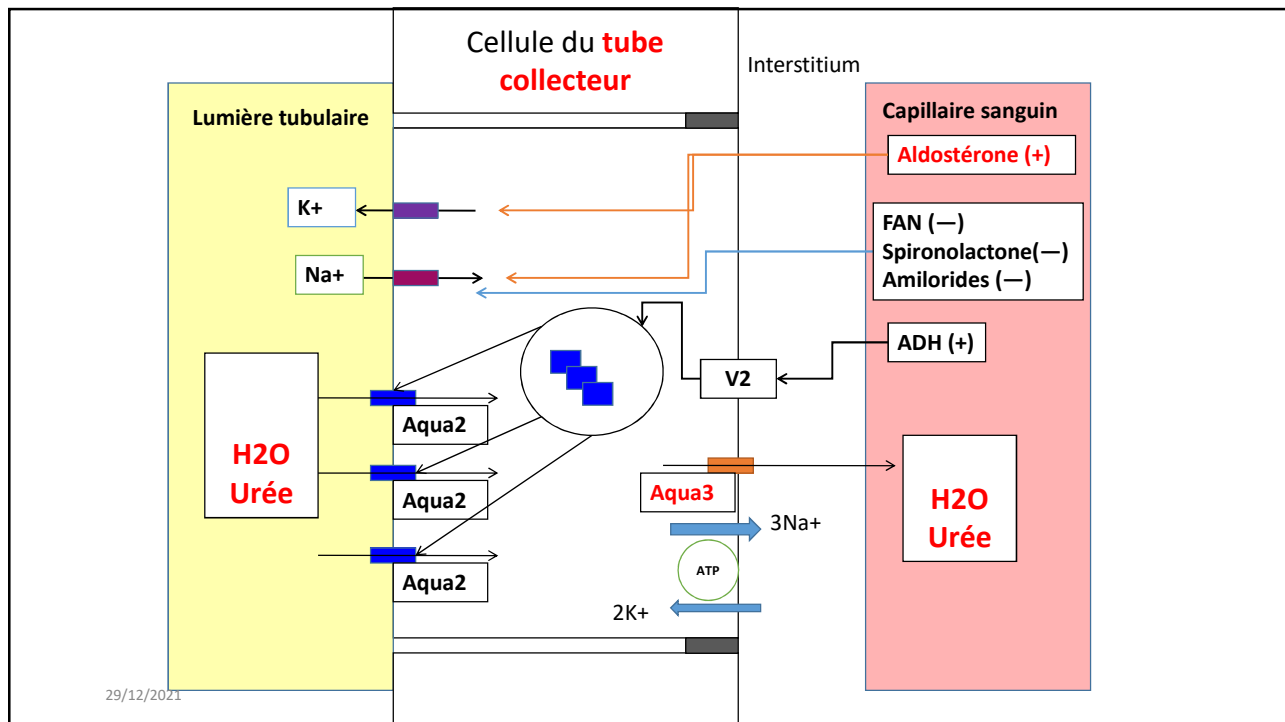 Cellule du tube
collecteur
Interstitium
Lumière tubulaire
Capillaire sanguin
Aldostérone (+)
K+
FAN (—)
Spironolactone(—)
Amilorides (—)
Na+
ADH (+)
V2
Aqua2
H2O
Urée
Aqua2
Aqua3
H2O
Urée
3Na+
ATP
Aqua2
2K+
29/12/2021